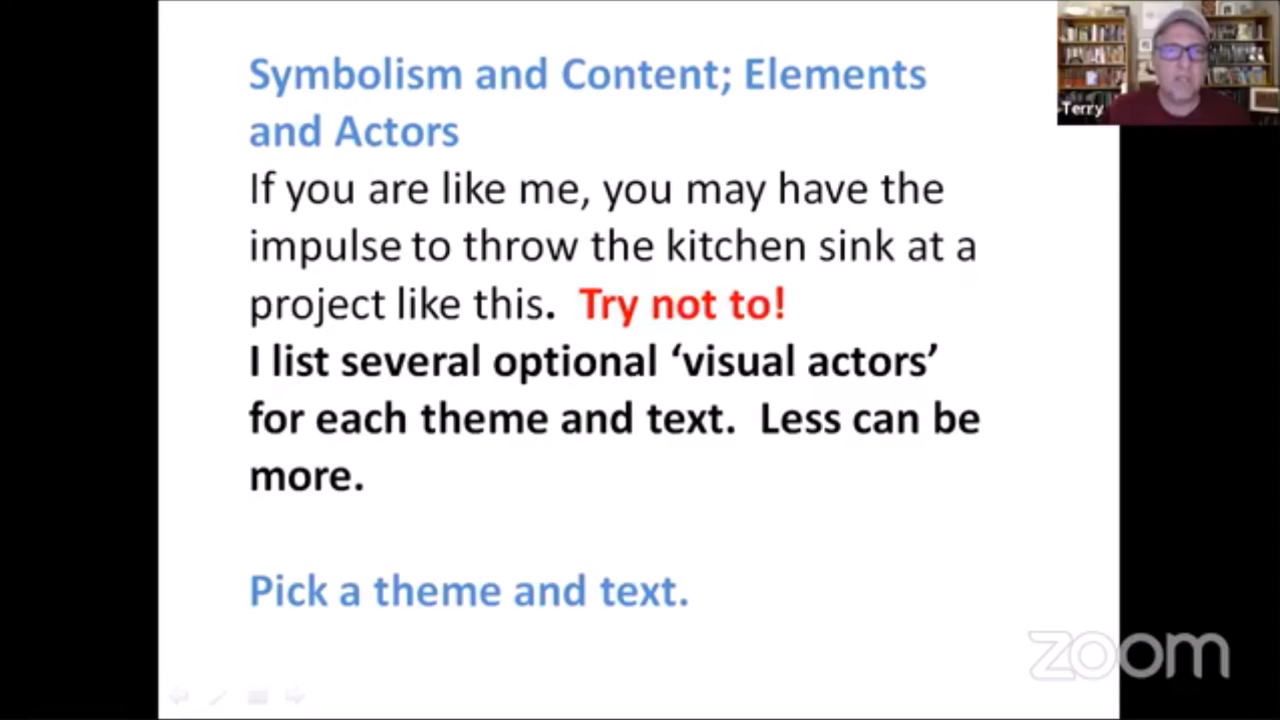 Symbolism and Content; Elements
and Actors
If you are like me, you may have the
impulse to throw the kitchen sink at a
project like this.  Try not to!
I list several optional ‘visual actors’
for each theme and text.  Less can be
more.
Pick a theme and text.
Terry
zoom